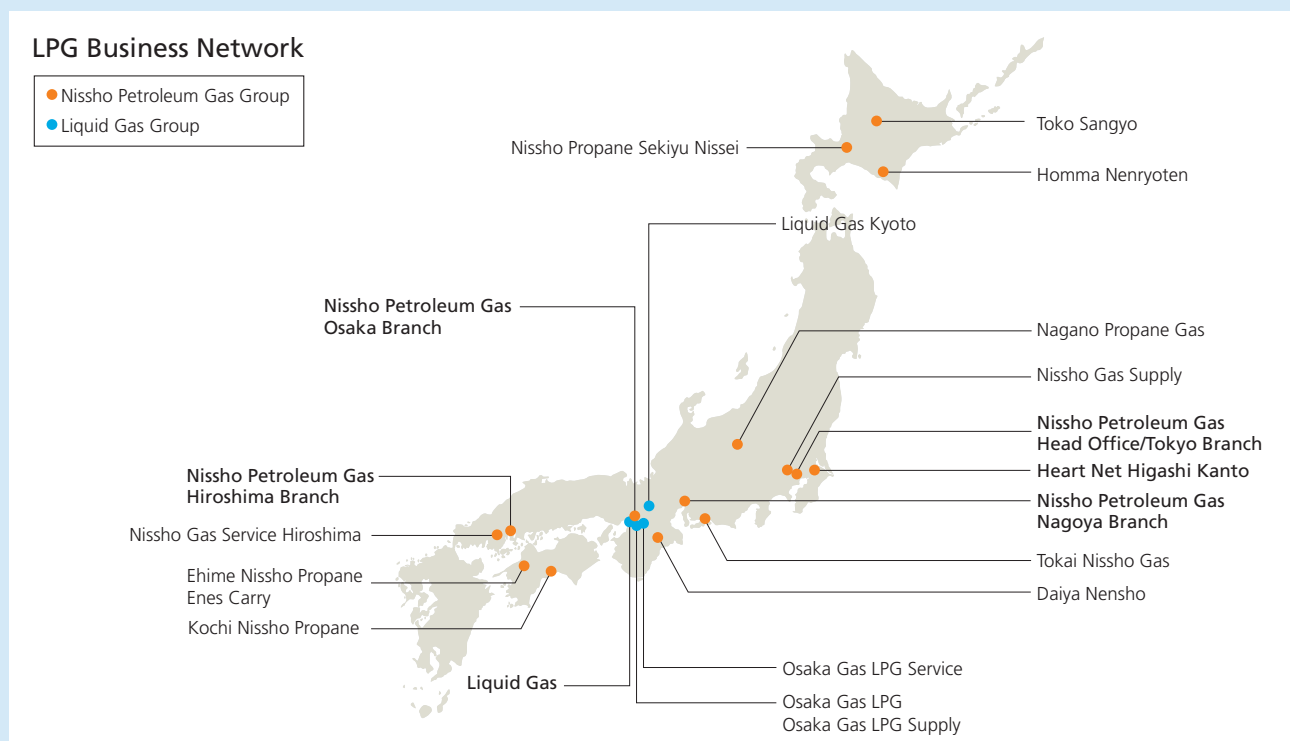 LPG Business Network
Nissho Petroleum Gas Group
Liquid Gas Group
Toko Sangyo
Nissho Propane Sekiyu Nissei
Homma Nenryoten
Liquid Gas Kyoto
Nissho Petroleum Gas
Osaka Branch
Nagano Propane Gas
Nissho Gas Supply
Nissho Petroleum Gas
Head Office/Tokyo Branch
Heart Net Higashi Kanto
Nissho Petroleum Gas
Hiroshima Branch
Nissho Petroleum Gas
Nagoya Branch
Nissho Gas Service Hiroshima
Tokai Nissho Gas
Ehime Nissho Propane
Enes Carry
Daiya Nensho
Kochi Nissho Propane
Osaka Gas LPG Service
Liquid Gas
Osaka Gas LPG
Osaka Gas LPG Supply